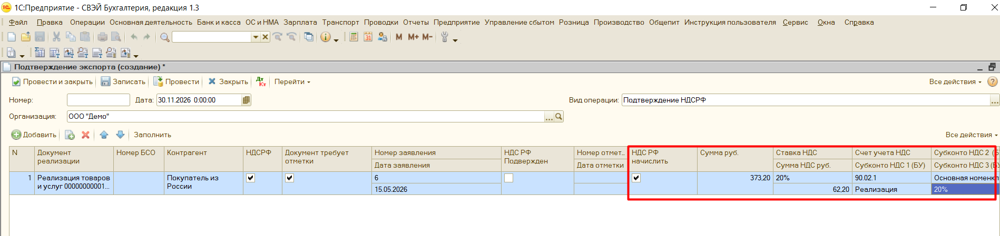 1С:Предприятие - СВЭЙ Бухгалтерия, редакция 1.3
Файл Правка Операции Основная деятельность Банк и касса ОС и НМА Зарплата Транспорт Проводки Отчеты Предприятие Управление сбытом Розница Производство Общепит Инструкция пользователя Сервис Окна Справка
M M+ M-
Подтверждение экспорта (создание) *
Провести и закрыть Записать Провести Закрыть Дт Кт Перейти Все действия
Номер: Дата: 30.11.2026 0:00:00 Вид операции: Подтверждение НДСРФ
Организация: ООО "Демо"
Добавить Заполнить Все действия
N Документ реализации Номер БСО Контрагент НДСРФ Документ требует отметки Номер заявления НДС РФ Подтвержден Номер отмет... НДС РФ начислить Сумма руб. Ставка НДС Счет учета НДС Субконто НДС 2 (Б
Дата заявления Дата отметки Сумма НДС руб. Субконто НДС 1 (БУ) Субконто НДС 3 (БУ
1 Реализация товаров Покупатель из 6 373,20 20% 90.02.1 Основная номенкл
и услуг 00000000001... России 15.05.2026 62,20 Реализация 20%